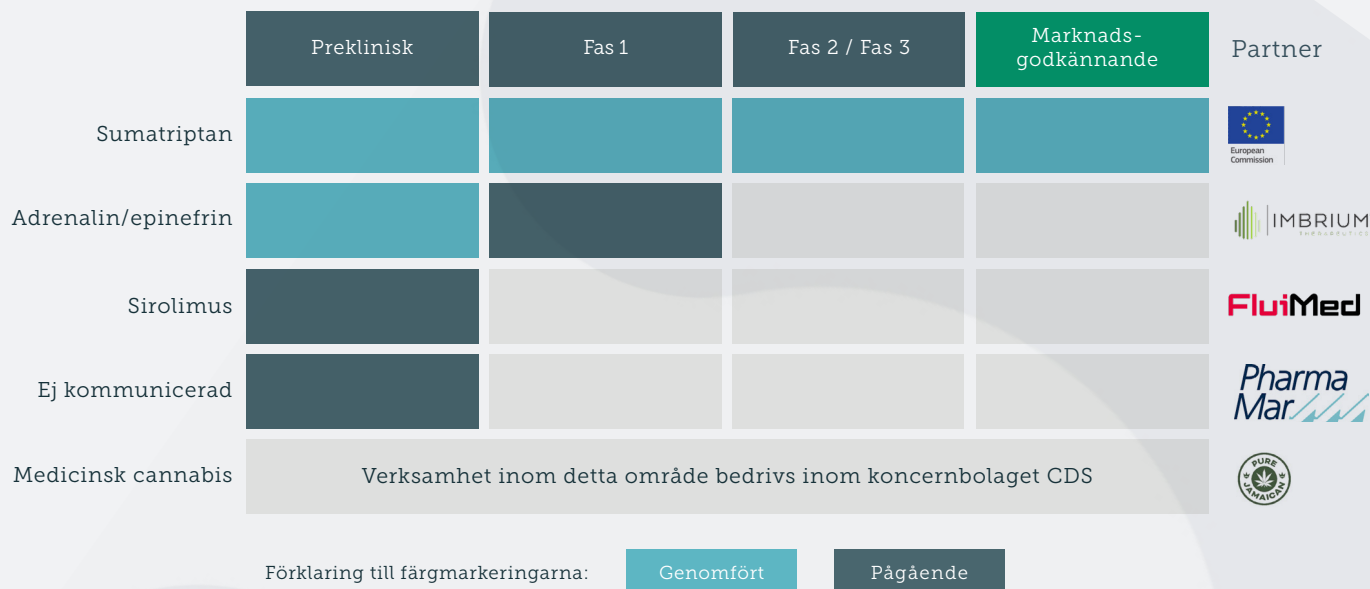 Preklinisk
Fas 1
Fas 2 / Fas 3
Marknads-
godkännande
Partner
Sumatriptan
European
Commission
Adrenalin/epinefrin
IMBRIUM
THERAPEUTICS
Sirolimus
FluiMed
Ej kommunicerad
Pharma
Mar
Medicinsk cannabis
Verksamhet inom detta område bedrivs inom koncernbolaget CDS
PURE
JAMAICAN
Förklaring till färgmarkeringarna:
Genomfört
Pågående